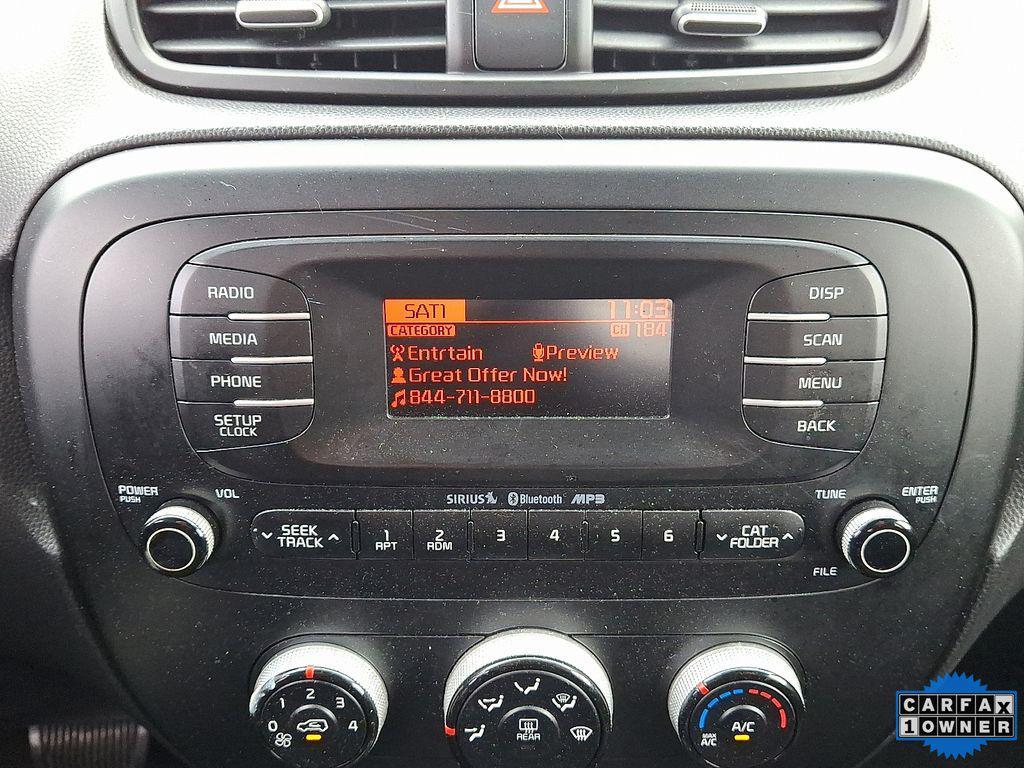 RADIO
MEDIA
PHONE
SETUP
CLOCK
SAT1 11:03
CATEGORY CH 184
Entrtain Preview
Great Offer Now!
844-711-8800
DISP
SCAN
MENU
BACK
POWER
PUSH
VOL
SIRIUS Bluetooth MP3
TUNE
ENTER
PUSH
SEEK
TRACK
1
RPT
2
RDM
3
4
5
6
CAT
FOLDER
FILE
0 1 2 3 4
REAR
MAX
A/C
A/C
CARFAX
1 OWNER